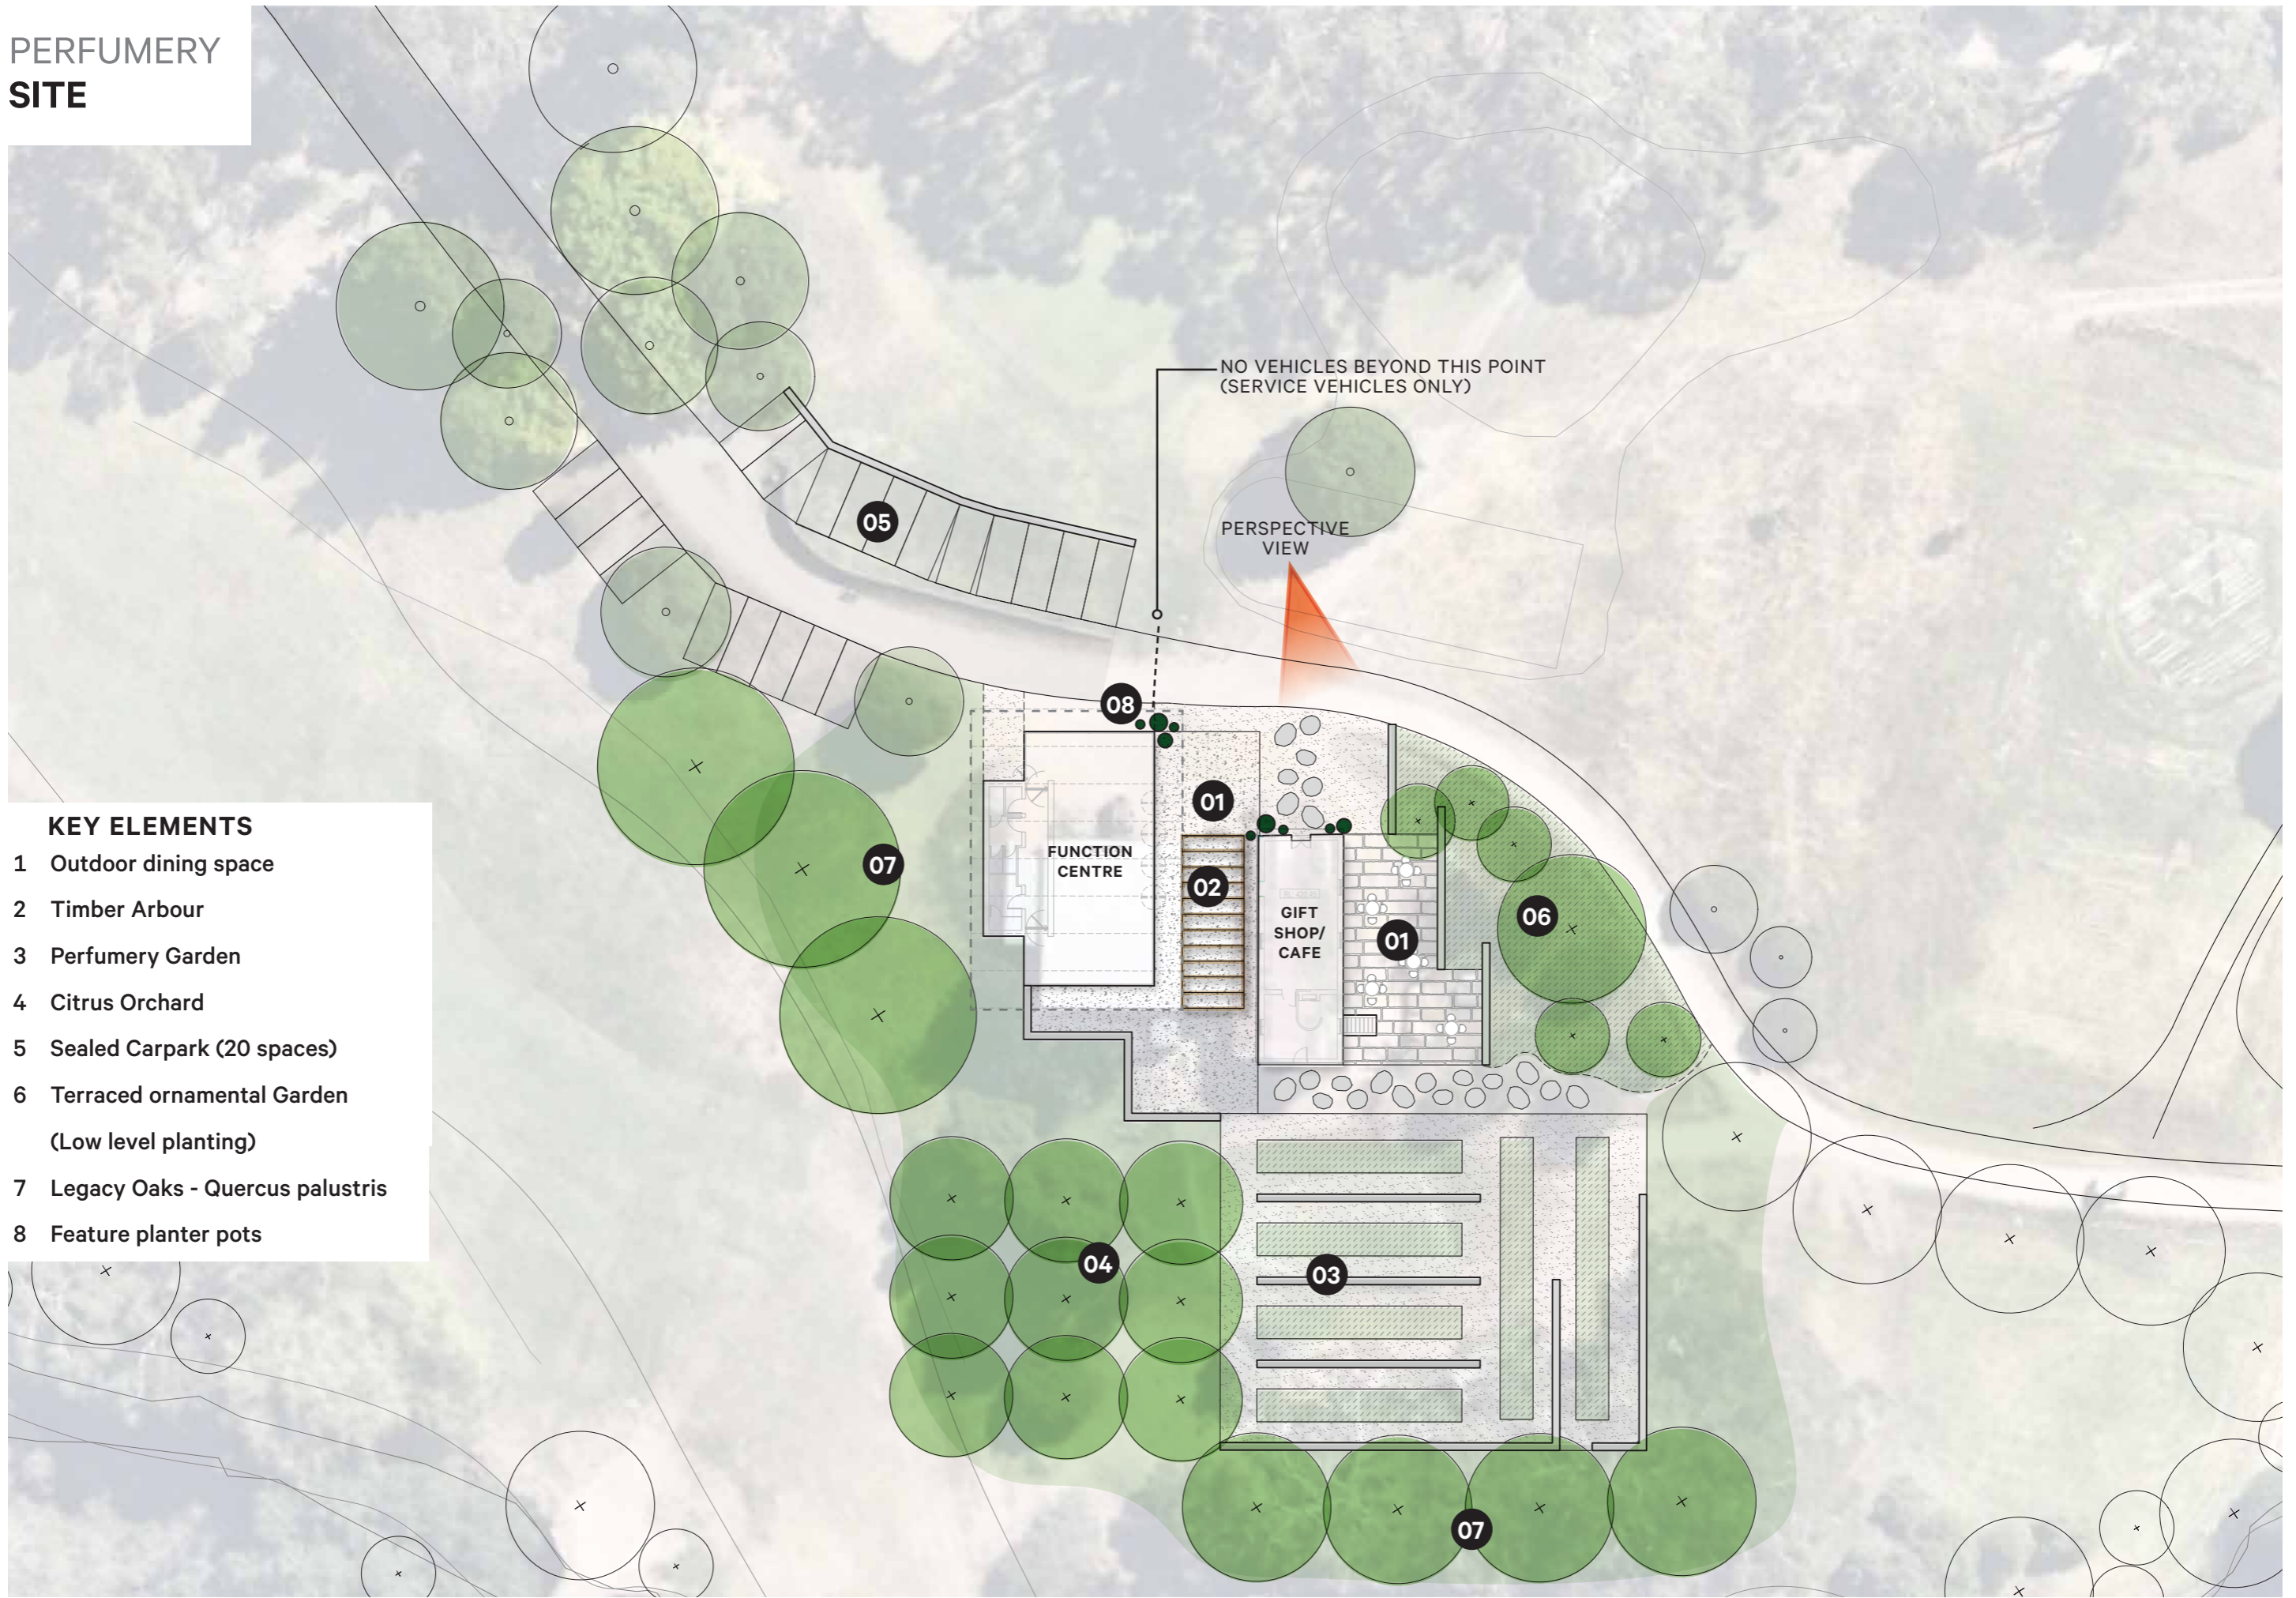 PERFUMERY
SITE
NO VEHICLES BEYOND THIS POINT
(SERVICE VEHICLES ONLY)
05
PERSPECTIVE
VIEW
08
01
FUNCTION
CENTRE
07
02
GIFT
SHOP/
CAFE
01
06
KEY ELEMENTS
1 Outdoor dining space
2 Timber Arbour
3 Perfumery Garden
4 Citrus Orchard
5 Sealed Carpark (20 spaces)
6 Terraced ornamental Garden
(Low level planting)
7 Legacy Oaks - Quercus palustris
8 Feature planter pots
04
03
07